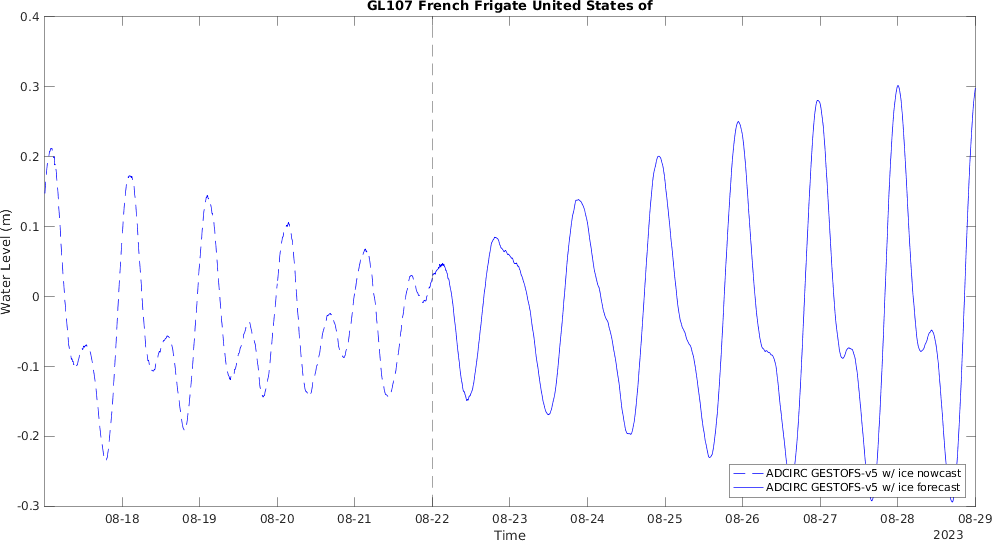 GL107 French Frigate United States of
0.4
0.3
0.2
0.1
0
-0.1
-0.2
-0.3
Water Level (m)
08-18 08-19 08-20 08-21 08-22 08-23 08-24 08-25 08-26 08-27 08-28 08-29
Time
2023
ADCIRC GESTOFS-v5 w/ ice nowcast
ADCIRC GESTOFS-v5 w/ ice forecast